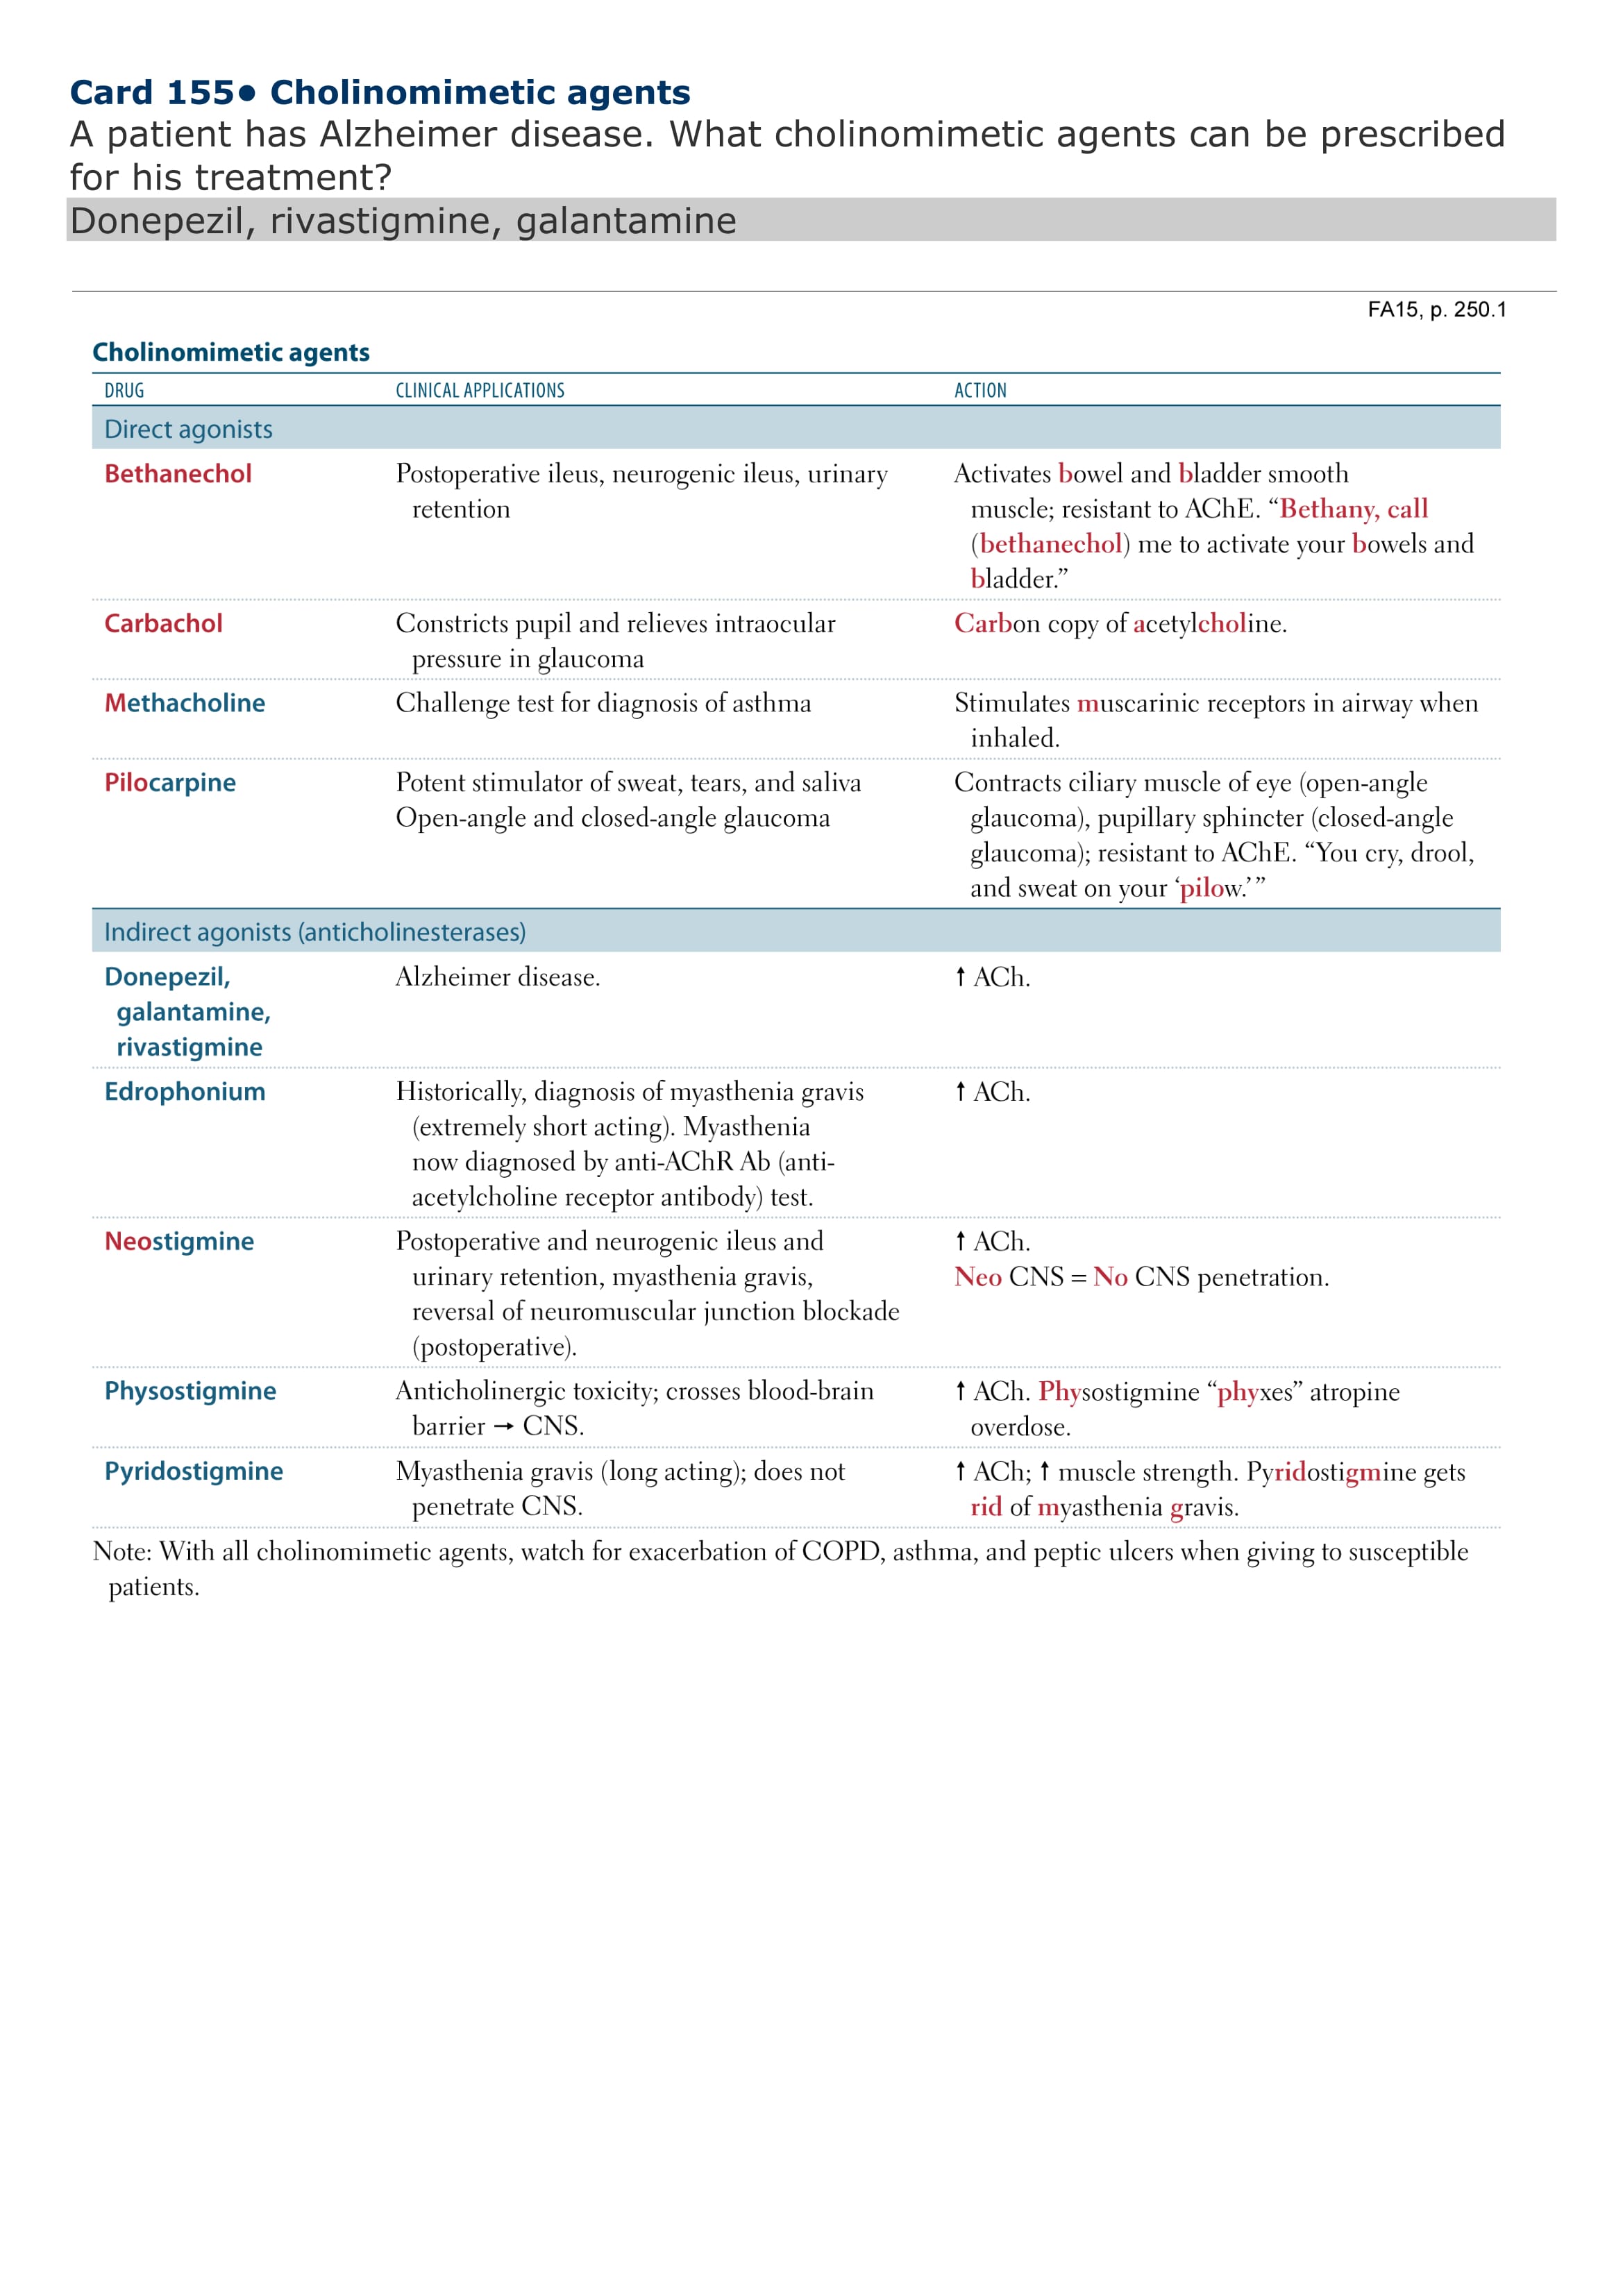 Card 155● Cholinomimetic agents
A patient has Alzheimer disease. What cholinomimetic agents can be prescribed
for his treatment?
Donepezil, rivastigmine, galantamine
FA15, p. 250.1
Cholinomimetic agents
DRUG CLINICAL APPLICATIONS ACTION
Direct agonists
Bethanechol Postoperative ileus, neurogenic ileus, urinary Activates bowel and bladder smooth
retention muscle; resistant to AChE. “Bethany, call
(bethanechol) me to activate your bowels and
bladder.”
Carbachol Constricts pupil and relieves intraocular Carbon copy of acetylcholine.
pressure in glaucoma
Methacholine Challenge test for diagnosis of asthma Stimulates muscarinic receptors in airway when
inhaled.
Pilocarpine Potent stimulator of sweat, tears, and saliva Contracts ciliary muscle of eye (open-angle
Open-angle and closed-angle glaucoma glaucoma), pupillary sphincter (closed-angle
glaucoma); resistant to AChE. “You cry, drool,
and sweat on your ‘pilow.’”
Indirect agonists (anticholinesterases)
Donepezil, Alzheimer disease. ↑ ACh.
galantamine,
rivastigmine
Edrophonium Historically, diagnosis of myasthenia gravis ↑ ACh.
(extremely short acting). Myasthenia
now diagnosed by anti-AChR Ab (anti-
acetylcholine receptor antibody) test.
Neostigmine Postoperative and neurogenic ileus and ↑ ACh.
urinary retention, myasthenia gravis, Neo CNS = No CNS penetration.
reversal of neuromuscular junction blockade
(postoperative).
Physostigmine Anticholinergic toxicity; crosses blood-brain ↑ ACh. Physostigmine “phyxes” atropine
barrier → CNS. overdose.
Pyridostigmine Myasthenia gravis (long acting); does not ↑ ACh; ↑ muscle strength. Pyridostigmine gets
penetrate CNS. rid of myasthenia gravis.
Note: With all cholinomimetic agents, watch for exacerbation of COPD, asthma, and peptic ulcers when giving to susceptible
patients.